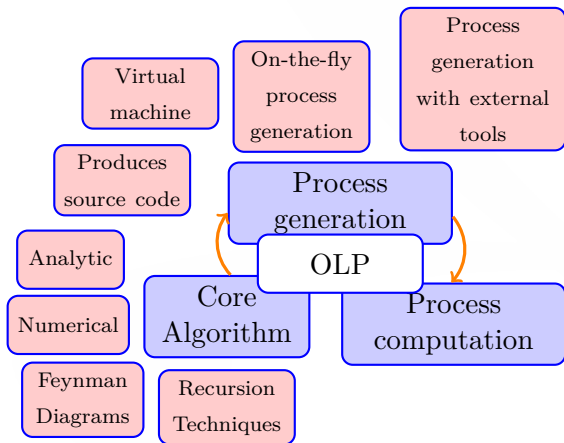 Process
generation
with external
tools
On-the-fly
process
generation
Virtual
machine
Produces
source code
Process
generation
OLP
Analytic
Numerical
Core
Algorithm
Process
computation
Feynman
Diagrams
Recursion
Techniques